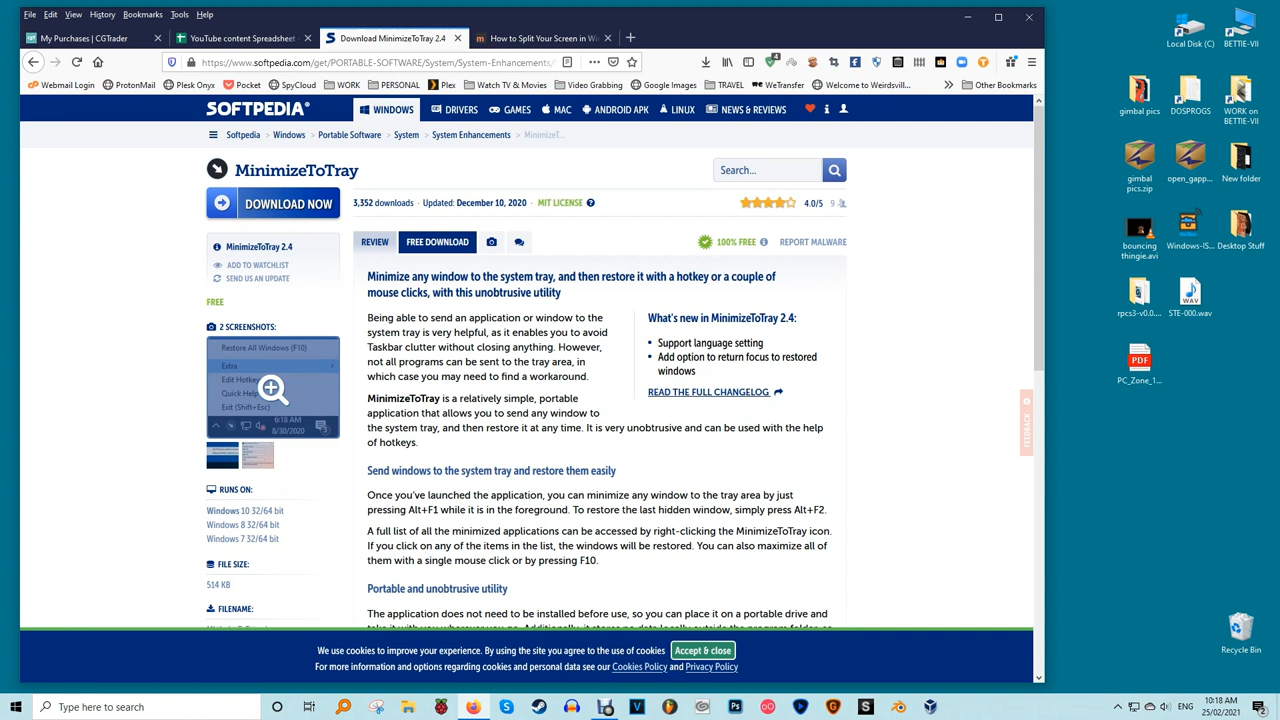 File Edit View History Bookmarks Tools Help
My Purchases | CGTrader
YouTube content Spreadsheet
Download MinimizeToTray 2.4
How to Split Your Screen in Win
https://www.softpedia.com/get/PORTABLE-SOFTWARE/System/System-Enhancements/
Webmail Login ProtonMail Plesk Onyx Pocket SpyCloud WORK PERSONAL Plex Watch TV & Movies Video Grabbing Google Images TRAVEL WeTransfer Welcome to Weirdsvill... Other Bookmarks
SOFTPEDIA®
WINDOWS DRIVERS GAMES MAC ANDROID APK LINUX NEWS & REVIEWS
Softpedia Windows Portable Software System System Enhancements MinimizeT...
MinimizeToTray
Search...
DOWNLOAD NOW
3,352 downloads • Updated: December 10, 2020 • MIT LICENSE
4.0/5 9
MinimizeToTray 2.4
ADD TO WATCHLIST
SEND US AN UPDATE
FREE
2 SCREENSHOTS:
Restore All Windows (F10)
Extra
Edit Hotkey
Quick Help
Exit (Shift+Esc)
6:18 AM
8/30/2020
RUNS ON:
Windows 10 32/64 bit
Windows 8 32/64 bit
Windows 7 32/64 bit
FILE SIZE:
514 KB
FILENAME:
REVIEW FREE DOWNLOAD
100% FREE REPORT MALWARE
Minimize any window to the system tray, and then restore it with a hotkey or a couple of
mouse clicks, with this unobtrusive utility
Being able to send an application or window to the
system tray is very helpful, as it enables you to avoid
Taskbar clutter without closing anything. However,
not all programs can be sent to the tray area, in
which case you may need to find a workaround.
What's new in MinimizeToTray 2.4:
• Support language setting
• Add option to return focus to restored
windows
READ THE FULL CHANGELOG
MinimizeToTray is a relatively simple, portable
application that allows you to send any window to
the system tray, and then restore it at any time. It is very unobtrusive and can be used with the help
of hotkeys.
Send windows to the system tray and restore them easily
Once you've launched the application, you can minimize any window to the tray area by just
pressing Alt+F1 while it is in the foreground. To restore the last hidden window, simply press Alt+F2.
A full list of all the minimized applications can be accessed by right-clicking the MinimizeToTray icon.
If you click on any of the items in the list, the windows will be restored. You can also maximize all of
them with a single mouse click or by pressing F10.
Portable and unobtrusive utility
The application does not need to be installed before use, so you can place it on a portable drive and
FEEDBACK
We use cookies to improve your experience. By using the site you agree to the use of cookies Accept & close
For more information and options regarding cookies and personal data see our Cookies Policy and Privacy Policy
Local Disk (C)
BETTIE-VII
gimbal pics
DOSPROGS
WORK on
BETTIE-VII
gimbal
pics.zip
open_gapp...
New folder
bouncing
thingie.avi
Windows-IS...
Desktop Stuff
rpcs3-v0.0....
STE-000.wav
PC_Zone_1...
Recycle Bin
Type here to search
ENG
10:18 AM
25/02/2021